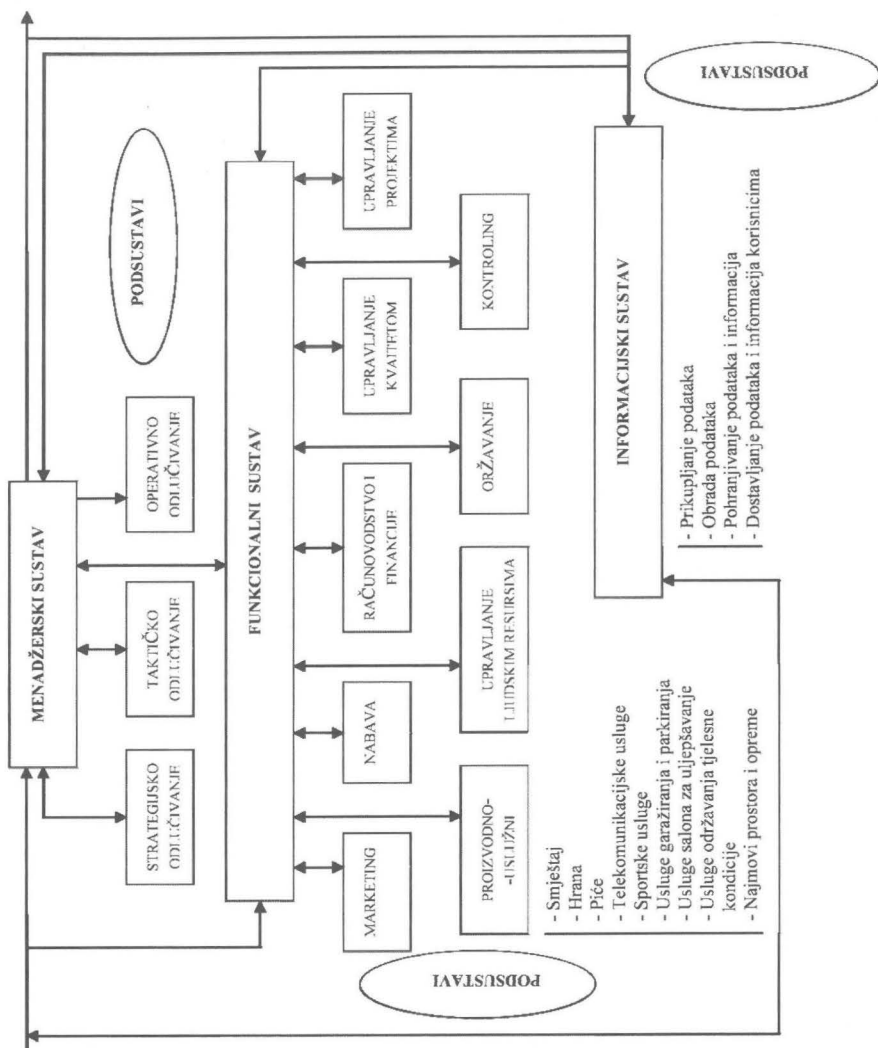 MENADŽERSKI SUSTAV
STRATEGIJSKO
ODLUČIVANJE
TAKTIČKO
ODLUČIVANJE
OPERATIVNO
ODLUČIVANJE
PODSUSTAVI
FUNKCIONALNI SUSTAV
MARKETING
NABAVA
RAČUNOVODSTVO I
FINANCIJE
UPRAVLJANJE
KVAITETOM
UPRAVLJANJE
PROJEKTIMA
PROIZVODNO-
-USLUŽNI
UPRAVLJANJE
LJUDSKIM RESURSIMA
ORŽAVANJE
KONTROLING
PODSUSTAVI
- Smještaj
- Hrana
- Piće
- Telekomunikacijske usluge
- Sportske usluge
- Usluge garažiranja i parkiranja
- Usluge salona za uljepšavanje
- Usluge održavanja tjelesne
kondicije
- Najmovi prostora i opreme
INFORMACIJSKI SUSTAV
PODSUSTAVI
- Prikupljanje podataka
- Obrada podataka
- Pohranjivanje podataka i informacija
- Dostavljanje podataka i informacija korisnicima